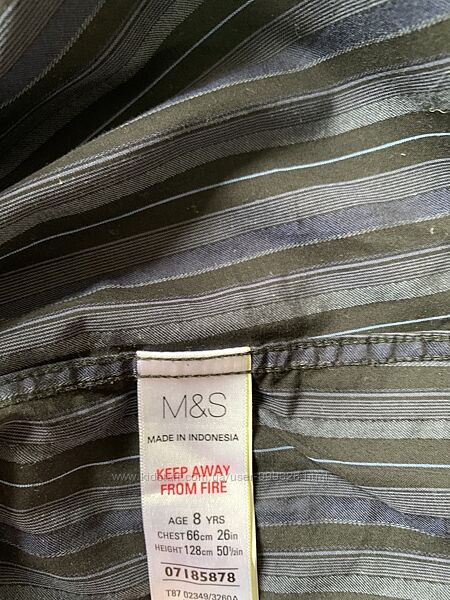 M&S
MADE IN INDONESIA
KEEP AWAY
FROM FIRE
AGE 8 YRS
CHEST 66cm 26in
HEIGHT 128cm 50½in
07185878
T87 02349/3260A